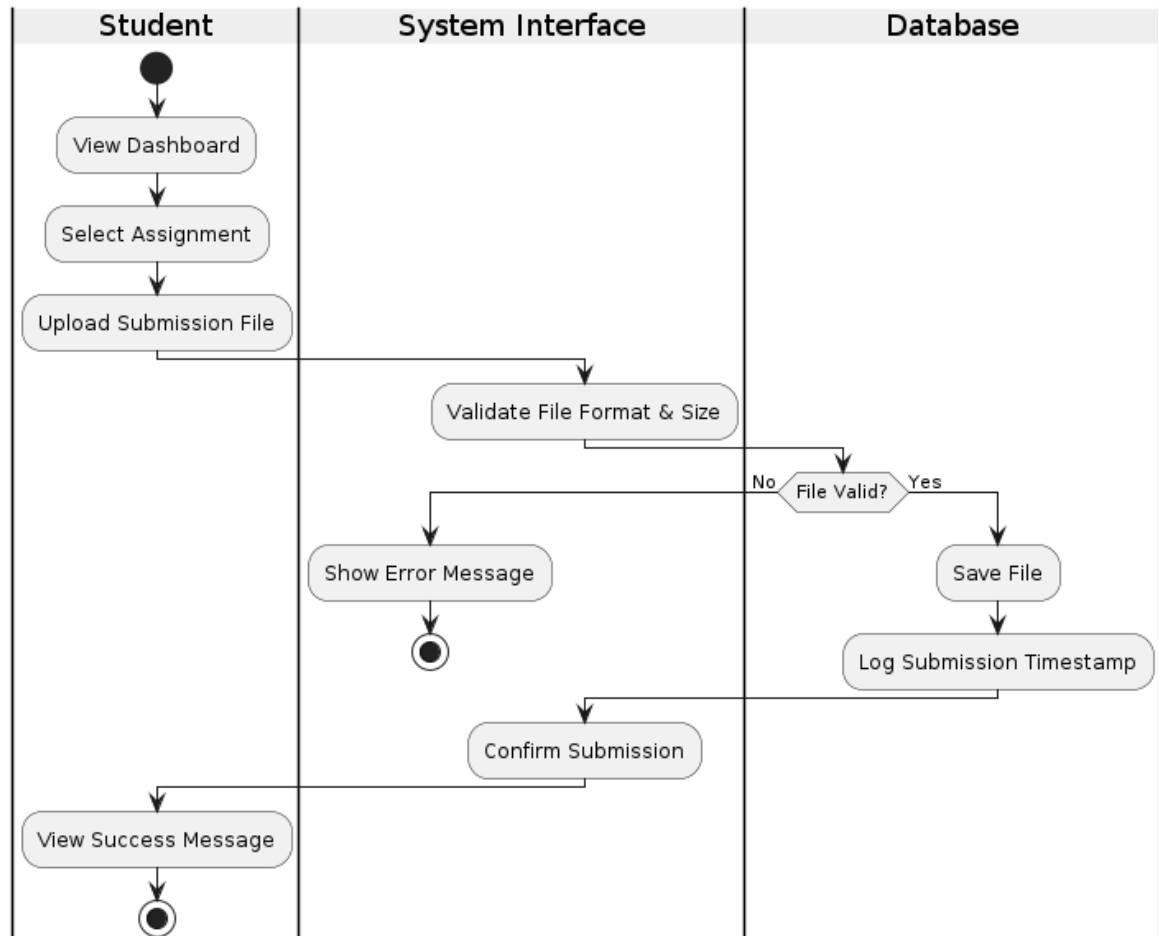 Student
System Interface
Database
View Dashboard
Select Assignment
Upload Submission File
Validate File Format & Size
No
File Valid?
Yes
Show Error Message
Save File
Log Submission Timestamp
Confirm Submission
View Success Message